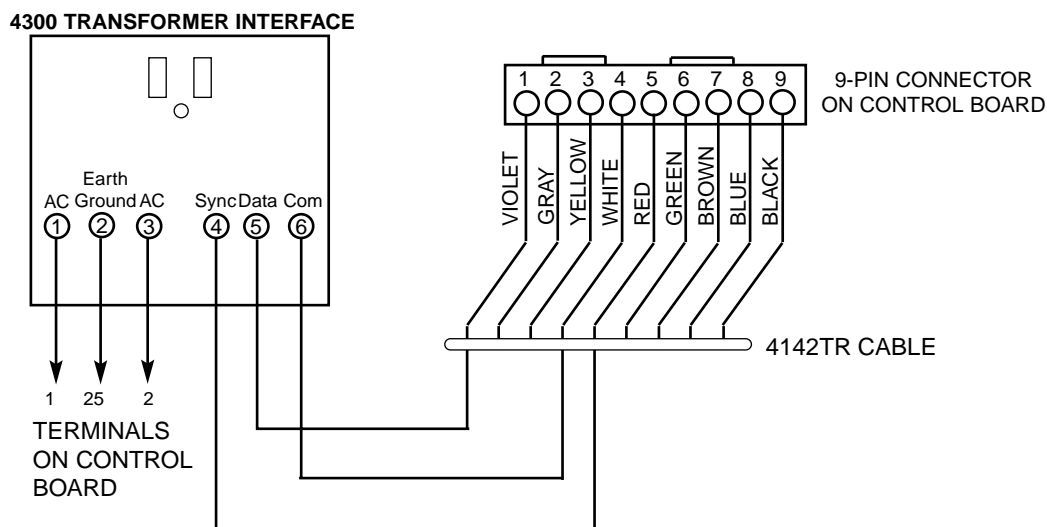 4300 TRANSFORMER INTERFACE
1 2 3 4 5 6 7 8 9
9-PIN CONNECTOR
ON CONTROL BOARD
VIOLET
GRAY
YELLOW
WHITE
RED
GREEN
BROWN
BLUE
BLACK
Earth
AC Ground AC Sync Data Com
1 2 3 4 5 6
4142TR CABLE
1 25 2
TERMINALS
ON CONTROL
BOARD